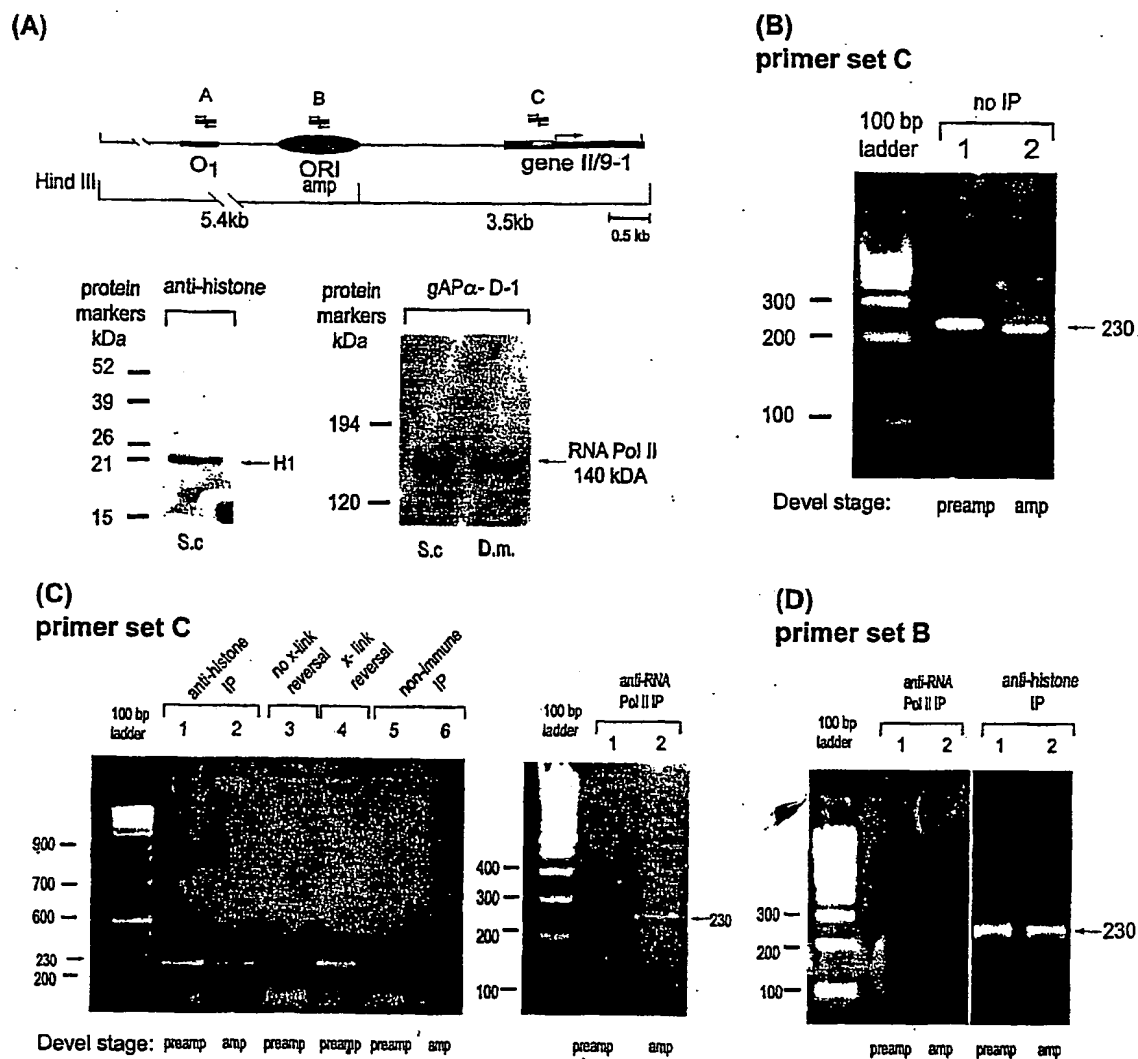 (A)
A
B
C
O1
ORI
amp
gene II/9-1
Hind III
5.4kb
3.5kb
0.5 kb
protein
markers
kDa
anti-histone
52
39
26
21
15
H1
S.c
protein
markers
kDa
gAPα- D-1
194
120
RNA Pol II
140 kDA
S.c
D.m.
(B)
primer set C
100 bp
ladder
no IP
1
2
300
200
100
230
Devel stage:
preamp
amp
(C)
primer set C
100 bp
ladder
anti-histone
IP
no x-link
reversal
x- link
reversal
non-immune
IP
1
2
3
4
5
6
900
700
600
230
200
Devel stage:
preamp
amp
preamp
preamp
preamp
amp
100 bp
ladder
anti-RNA
Pol II IP
1
2
400
300
200
100
230
preamp
amp
(D)
primer set B
100 bp
ladder
anti-RNA
Pol II IP
anti-histone
IP
1
2
1
2
300
200
100
230
preamp
amp
preamp
amp